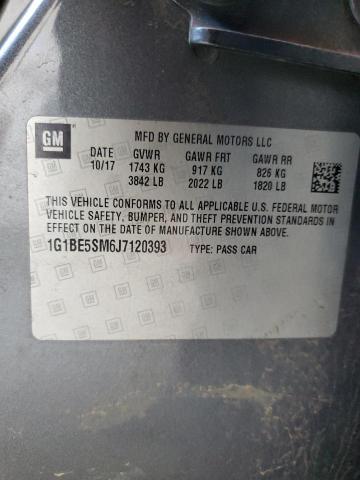 GM
MFD BY GENERAL MOTORS LLC
DATE GVWR GAWR FRT GAWR RR
10/17 1743 KG 917 KG 826 KG
3842 LB 2022 LB 1820 LB
THIS VEHICLE CONFORMS TO ALL APPLICABLE U.S. FEDERAL MOTOR
VEHICLE SAFETY, BUMPER, AND THEFT PREVENTION STANDARDS IN
EFFECT ON THE DATE OF MANUFACTURE SHOWN ABOVE.
1G1BE5SM6J7120393 TYPE: PASS CAR